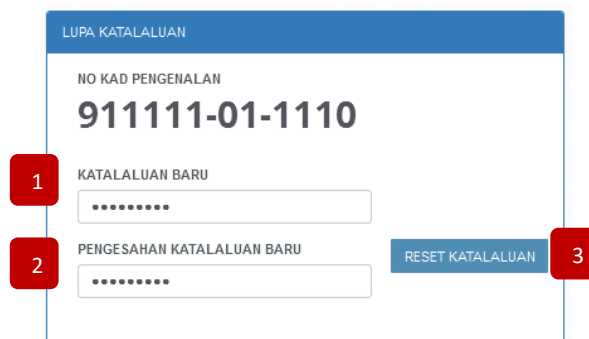 LUPA KATALALUAN
NO KAD PENGENALAN
911111-01-1110
1
KATALALUAN BARU
•••••••••
2
PENGESAHAN KATALALUAN BARU
•••••••••
RESET KATALALUAN
3